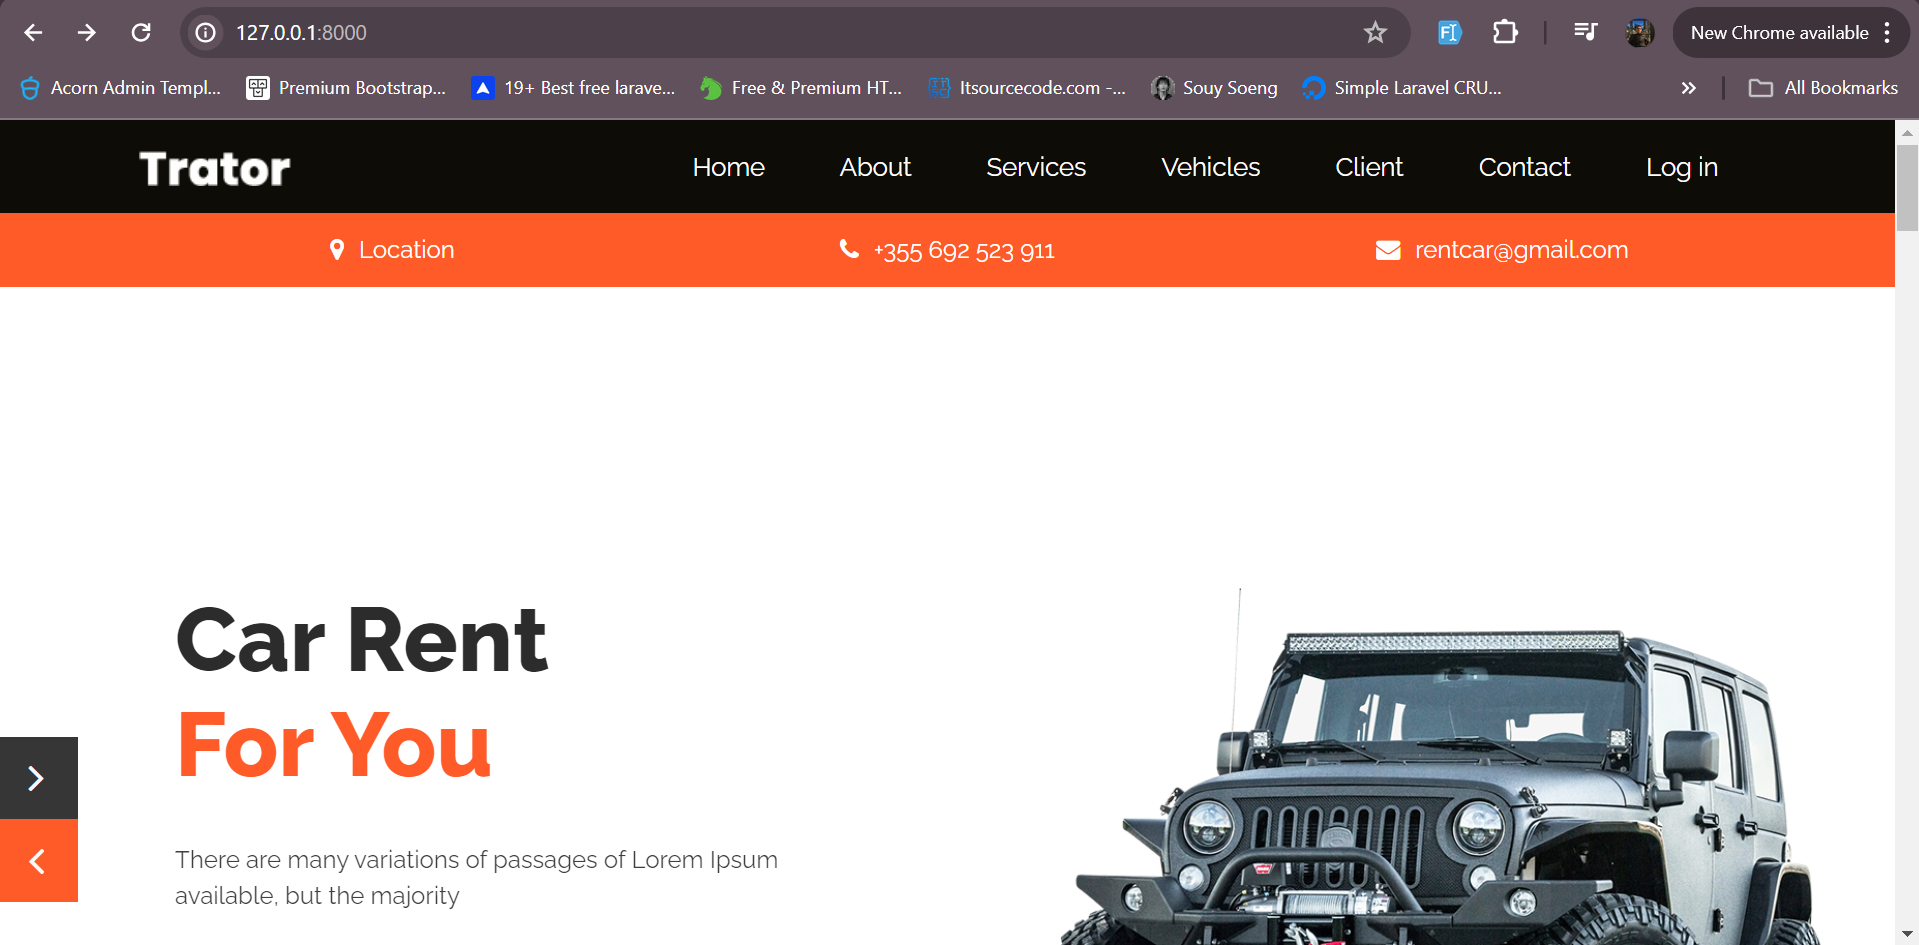 127.0.0.1:8000
New Chrome available
Acorn Admin Templ... Premium Bootstrap... 19+ Best free larave... Free & Premium HT... Itsourcecode.com -... Souy Soeng Simple Laravel CRU... » All Bookmarks
Trator Home About Services Vehicles Client Contact Log in
Location +355 692 523 911 rentcar@gmail.com
Car Rent
For You
There are many variations of passages of Lorem Ipsum
available, but the majority